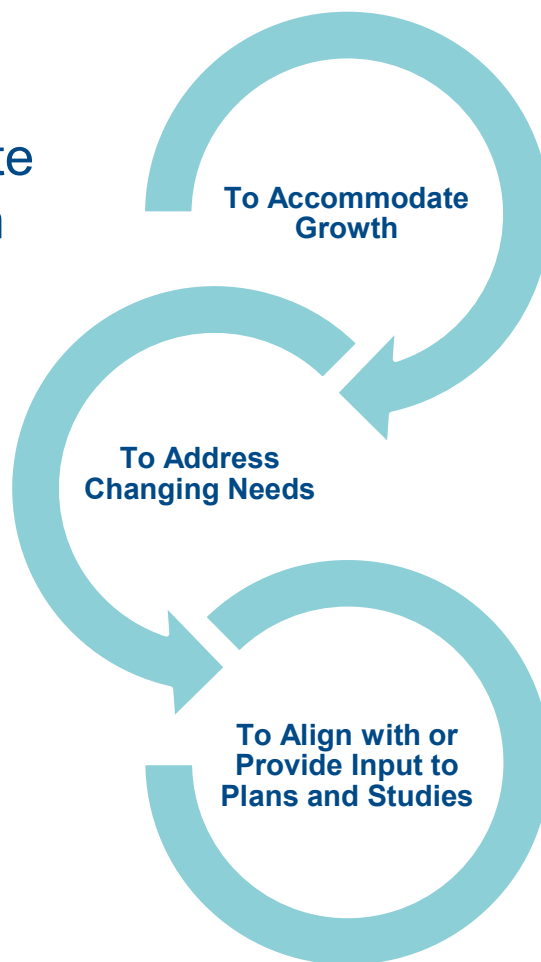 To Accommodate
Growth
To Address
Changing Needs
To Align with or
Provide Input to
Plans and Studies